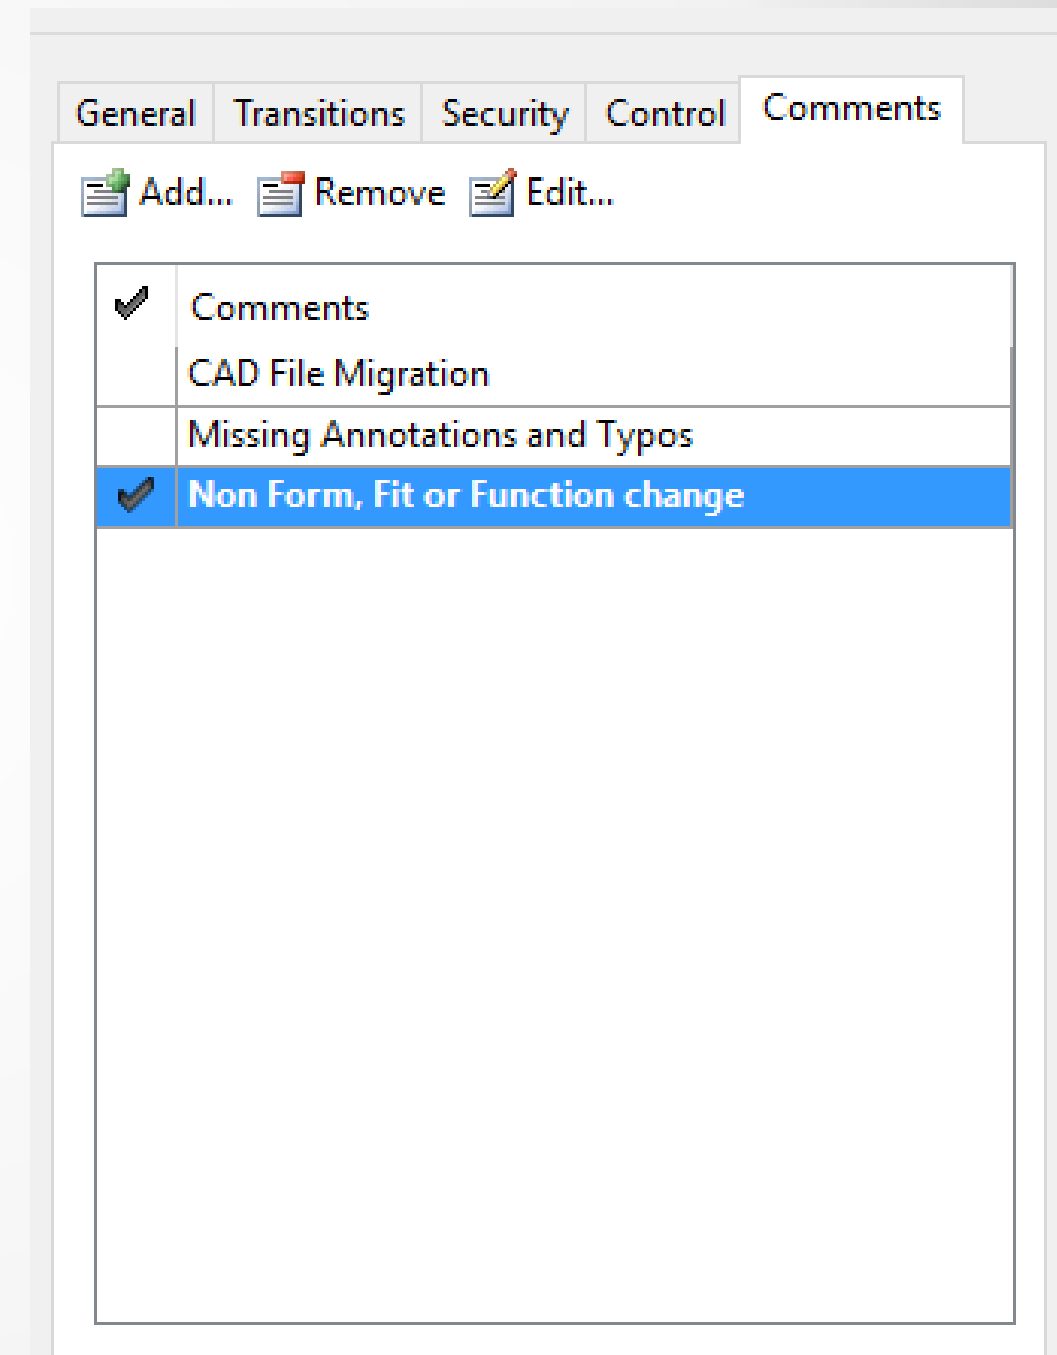 General Transitions Security Control Comments
Add... Remove Edit...
Comments
CAD File Migration
Missing Annotations and Typos
Non Form, Fit or Function change